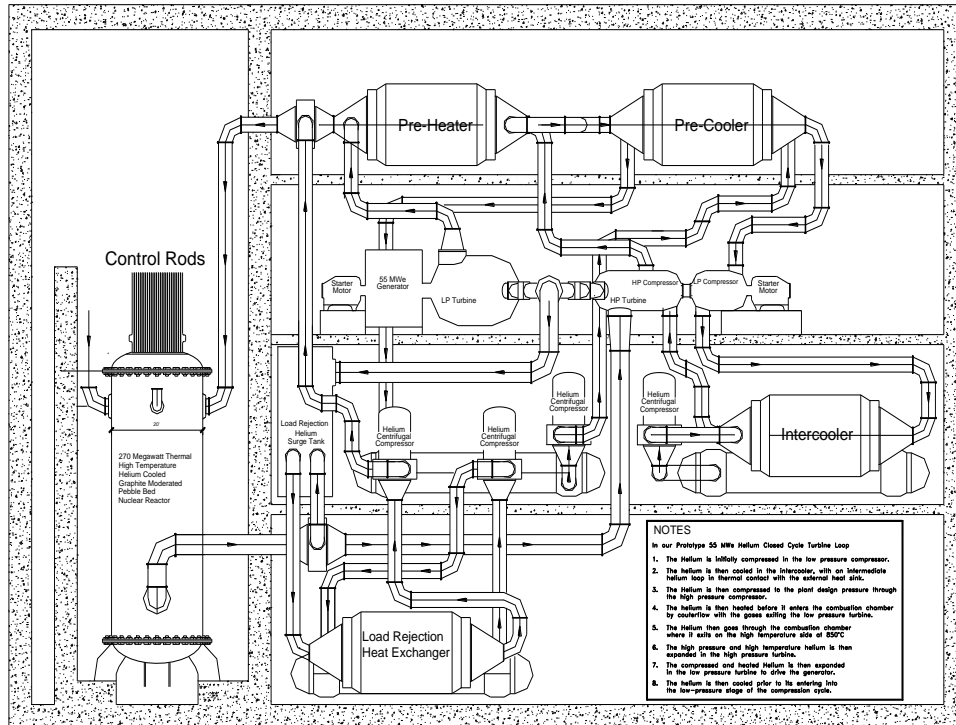 Pre-Heater
Pre-Cooler
Control Rods
Starter
Motor
55 MWe
Generator
LP Turbine
HP Compressor
HP Turbine
LP Compressor
Starter
Motor
Load Rejection
Helium
Surge Tank
Helium
Centrifugal
Compressor
Helium
Centrifugal
Compressor
Helium
Centrifugal
Compressor
Helium
Centrifugal
Compressor
Intercooler
20'
270 Megawatt Thermal
High Temperature
Helium Cooled
Graphite Moderated
Pebble Bed
Nuclear Reactor
Load Rejection
Heat Exchanger
NOTES
In our Prototype 55 MWe Helium Closed Cycle Turbine Loop
1. The Helium is initially compressed in the low pressure compressor.
2. The helium is then cooled in the intercooler, with an intermediate
helium loop in thermal contact with the external heat sink.
3. The Helium is then compressed to the plant design pressure through
the high pressure compressor.
4. The helium is then heated before it enters the combustion chamber
by couterflow with the gases exiting the low pressure turbine.
5. The Helium then goes through the combustion chamber
where it exits on the high temperature side at 850°C
6. The high pressure and high temperature helium is then
expanded in the high pressure turbine.
7. The compressed and heated Helium is then expanded
in the low pressure turbine to drive the generator.
8. The helium is then cooled prior to its entering into
the low-pressure stage of the compression cycle.